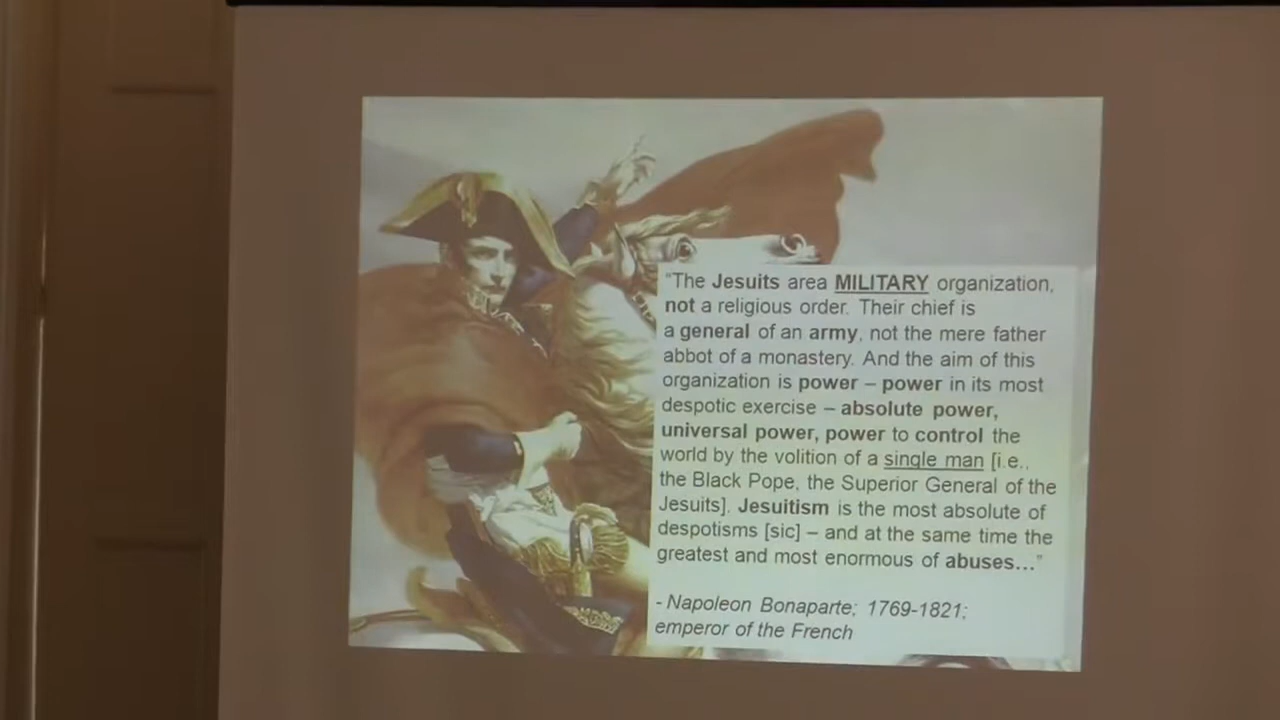 "The Jesuits area MILITARY organization,
not a religious order. Their chief is
a general of an army, not the mere father
abbot of a monastery. And the aim of this
organization is power – power in its most
despotic exercise – absolute power,
universal power, power to control the
world by the volition of a single man [i.e.,
the Black Pope, the Superior General of the
Jesuits]. Jesuitism is the most absolute of
despotisms [sic] – and at the same time the
greatest and most enormous of abuses..."
- Napoleon Bonaparte; 1769-1821;
emperor of the French